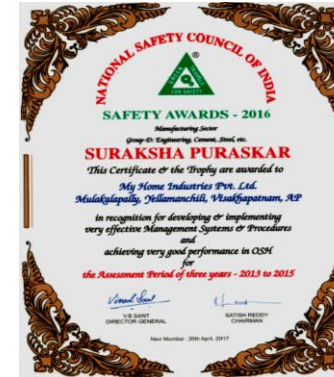 NATIONAL SAFETY COUNCIL OF INDIA
FOR SAFETY
SAFETY AWARDS - 2016
Manufacturing Sector
Group-D: Engineering, Cement, Steel, etc.
SURAKSHA PURASKAR
This Certificate & the Trophy are awarded to
My Home Industries Pvt. Ltd.
Mulakalapally, Yellamanchili, Visakhapatnam, AP
in recognition for developing & implementing
very effective Management Systems & Procedures
and
achieving very good performance in OSH
for
the Assessment Period of three years - 2013 to 2015
V.B.SANT
DIRECTOR GENERAL
SATISH REDDY
CHAIRMAN
Navi Mumbai : 20th April, 2017